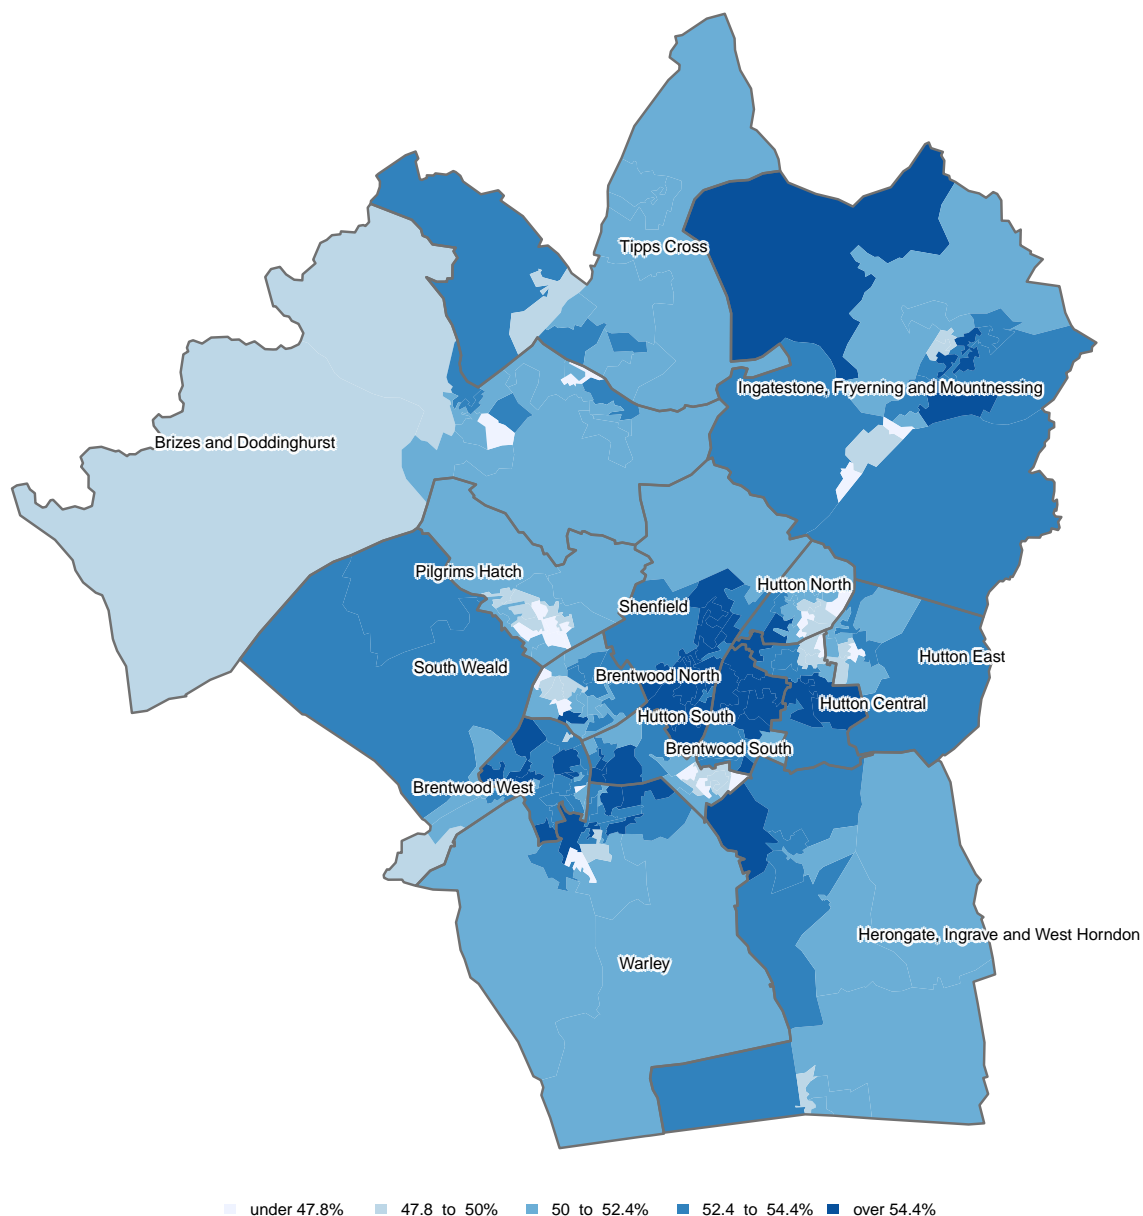 Tipps Cross
Ingatestone, Fryerning and Mountnessing
Brizes and Doddinghurst
Pilgrims Hatch
Hutton North
Shenfield
Hutton East
South Weald
Brentwood North
Hutton Central
Hutton South
Brentwood South
Brentwood West
Herongate, Ingrave and West Horndon
Warley
under 47.8% 47.8 to 50% 50 to 52.4% 52.4 to 54.4% over 54.4%